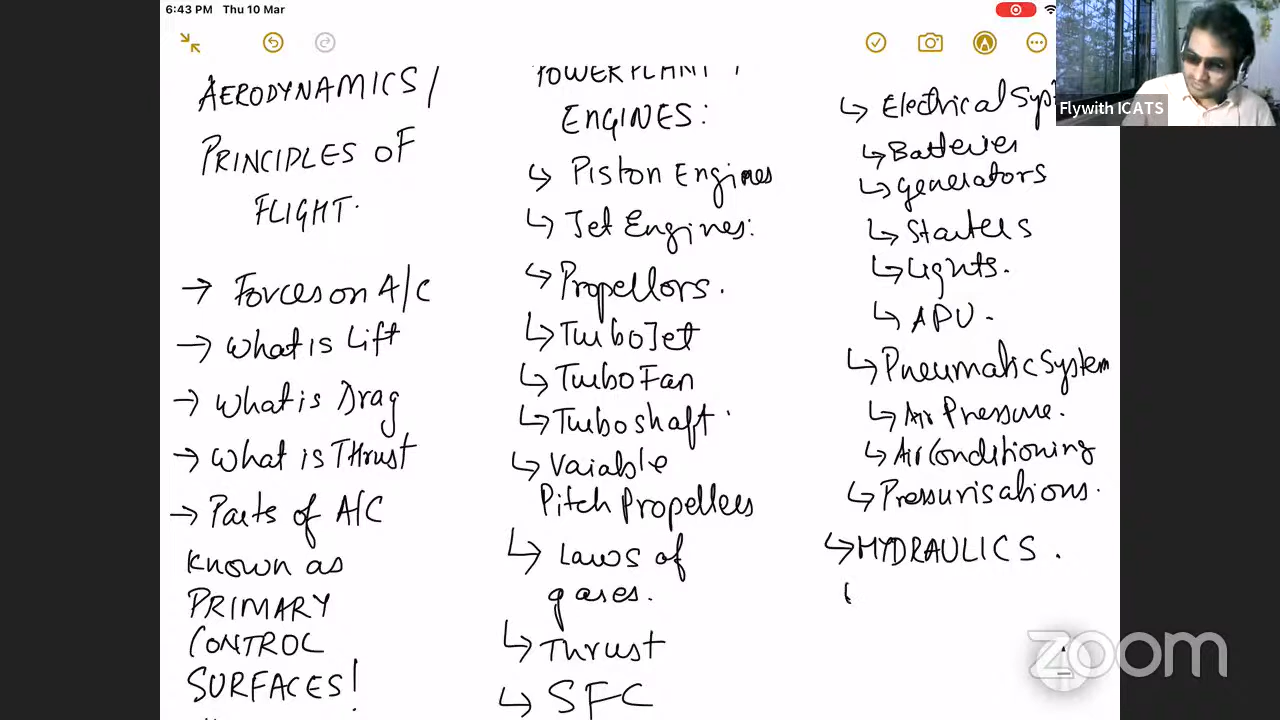 6:43 PM Thu 10 Mar
Flywith ICATS
AERODYNAMICS/
PRINCIPLES OF
FLIGHT.
→ Forces on A/C
→ What is Lift
→ What is Drag
→ What is THrust
→ Parts of A/C
known as
PRIMARY
CONTROL
SURFACES!
POWERPLANT /
ENGINES:
↳ Piston Engines
↳ Jet Engines:
↳ Propellors.
↳ TurboJet
↳ TurboFan
↳ Turboshaft.
↳ Vaiable
Pitch Propellers
↳ Laws of
gases.
↳ Thrust
↳ SFC
↳ Electrical
↳ Batteries
↳ Generators
↳ Starters
↳ Lights.
↳ APU.
↳ Pneumatic System
↳ Air Pressure.
↳ Air Conditioning
↳ Pressurisations.
↳ HYDRAULICS.
zoom